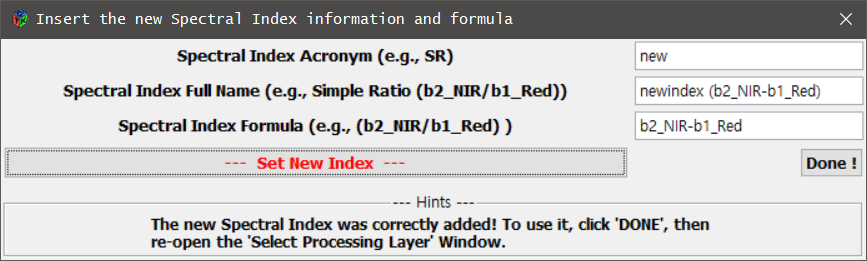 Insert the new Spectral Index information and formula
Spectral Index Acronym (e.g., SR)
new
Spectral Index Full Name (e.g., Simple Ratio (b2_NIR/b1_Red))
newindex (b2_NIR-b1_Red)
Spectral Index Formula (e.g., (b2_NIR/b1_Red) )
b2_NIR-b1_Red
--- Set New Index ---
Done !
--- Hints ---
The new Spectral Index was correctly added! To use it, click 'DONE', then
re-open the 'Select Processing Layer' Window.